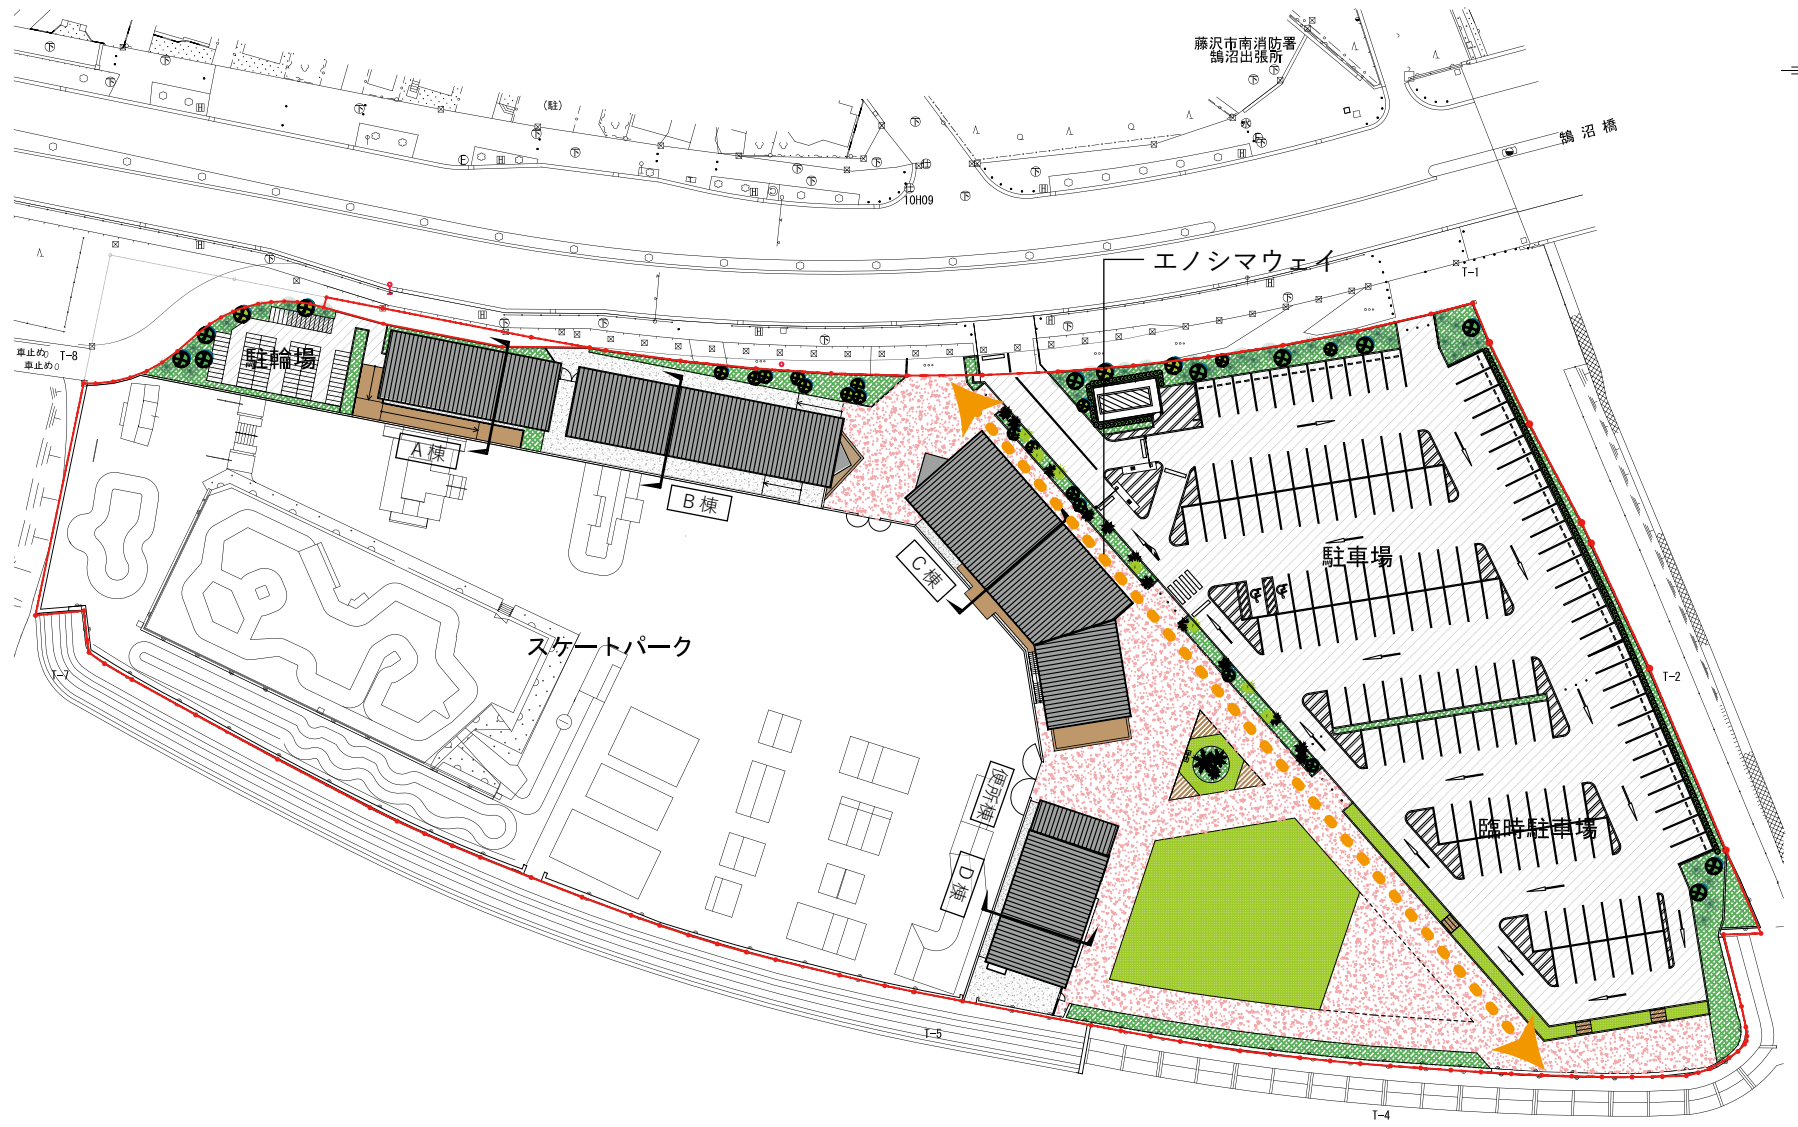 藤沢市南消防署
鵠沼出張所
(駐)
鵠沼橋
10H09
エノシマウェイ
T-1
車止め
T-8
車止め
駐輪場
A棟
B棟
C棟
駐車場
スケートパーク
T-7
T-2
便所棟
臨時駐車場
D棟
T-5
T-4